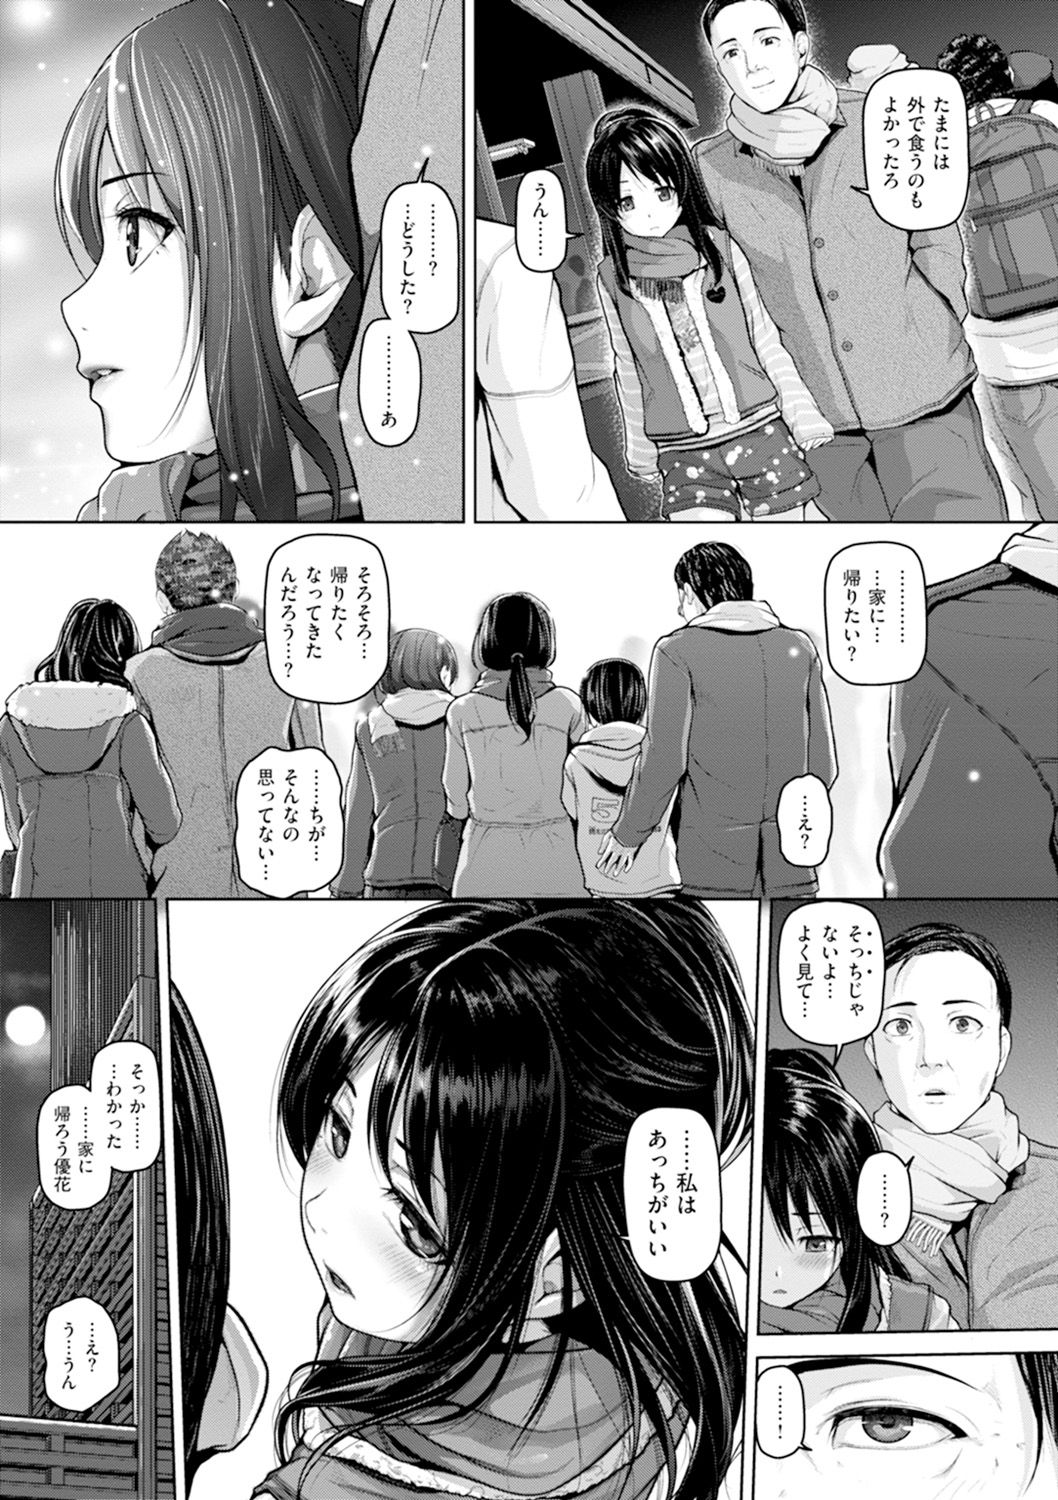 たまには
外で食うのも
よかったろ
うん……
………?
…どうした?
…………あ
…………
…家に…
帰りたい?
…え?
そろそろ…
帰りたく
なってきた
んだろう…?
……ちが…
そんなの
思ってない…
そっちじゃ
ないよ…
よく見て…
……?
…!
……私は
あっちがいい
そっか……
…わかった
……家に
帰ろう優花
…え?
う…うん